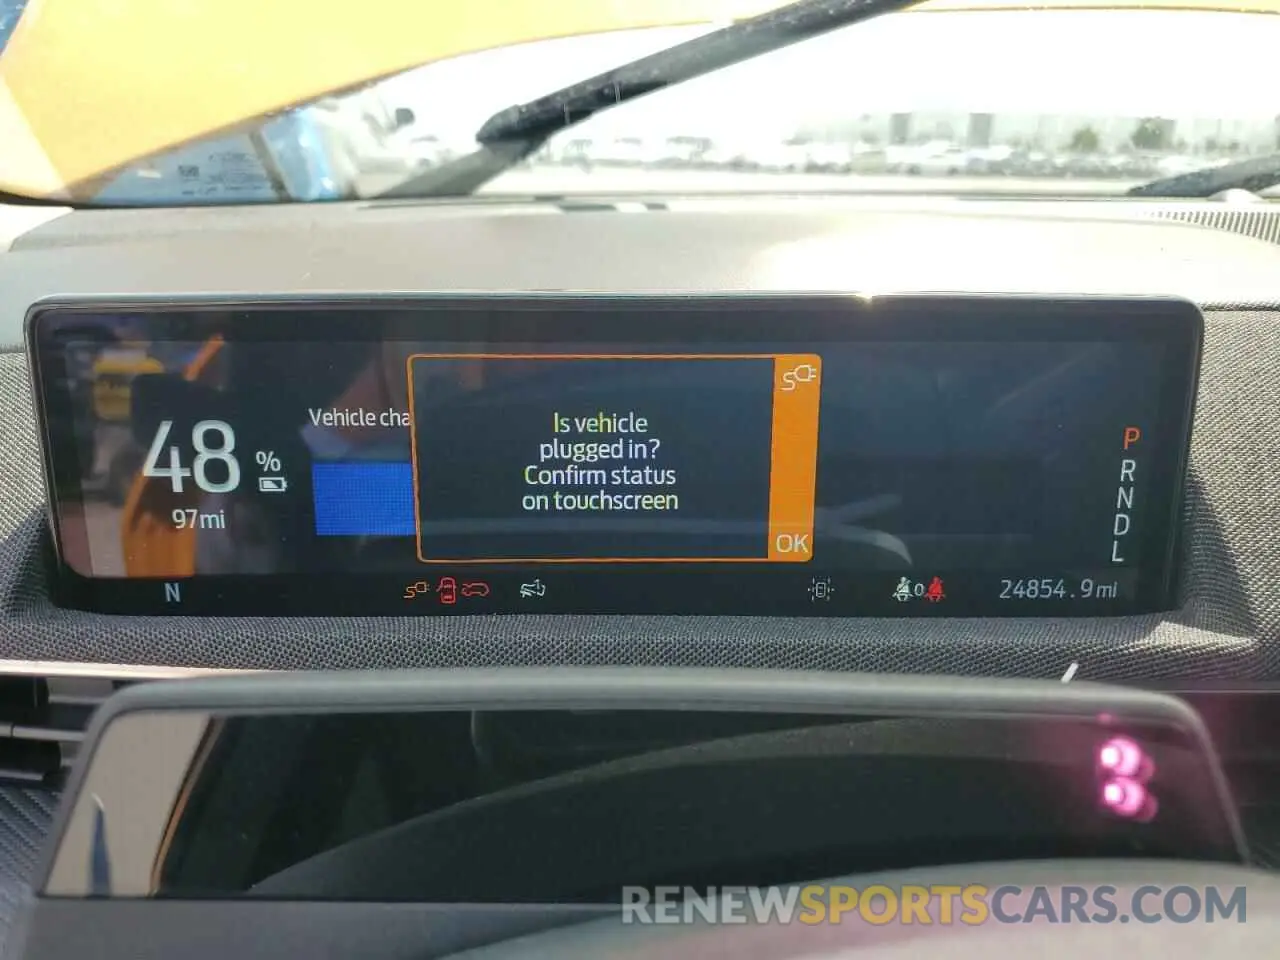 48 %
97mi
Vehicle cha
Is vehicle
plugged in?
Confirm status
on touchscreen
OK
P
R
N
D
L
N
0
24854.9mi
RENEWSPORTSCARS.COM